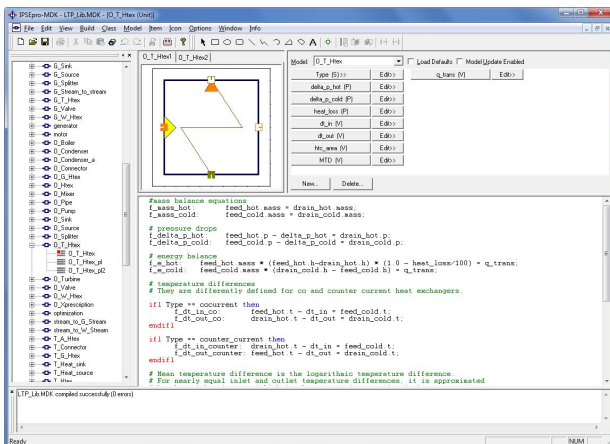 IPSEpro-MDK - LTP_Lib.MDK - [O_T_Htex (Unit)]
File Edit View Build Class Model Item Icon Options Window Info
G_Sink
G_Source
G_Splitter
G_Stream_to_stream
G_T_Htex
G_Valve
G_W_Htex
generator
motor
O_Boiler
O_Condenser
O_Condenser_a
O_Connector
O_G_Htex
O_Htex
O_Mixer
O_Pipe
O_Pump
O_Sink
O_Source
O_Splitter
O_T_Htex
O_T_Htex
O_T_Htex_pl
O_T_Htex_pl2
O_Turbine
O_Valve
O_W_Htex
O_Xprescription
optimization
stream_to_G_Stream
stream_to_W_Stream
T_A_Htex
T_Connector
T_G_Htex
T_Heat_sink
T_Heat_source
T_Htex
O_T_Htex1 O_T_Htex2
Model: O_T_Htex Load Defaults Model Update Enabled
Type (S)>> Edit>> q_trans (V) Edit>>
delta_p_hot (P) Edit>>
delta_p_cold (P) Edit>>
heat_loss (P) Edit>>
dt_in (V) Edit>>
dt_out (V) Edit>>
htc_area (V) Edit>>
MTD (V) Edit>>
New... Delete...
#mass balance equations
f_mass_hot: feed_hot.mass = drain_hot.mass;
f_mass_cold: feed_cold.mass = drain_cold.mass;
# pressure drops
f_delta_p_hot: feed_hot.p - delta_p_hot = drain_hot.p;
f_delta_p_cold: feed_cold.p - delta_p_cold = drain_cold.p;
# energy balance
f_e_hot: feed_hot.mass * (feed_hot.h-drain_hot.h) * (1.0 - heat_loss/100) = q_trans;
f_e_cold: feed_cold.mass * (drain_cold.h - feed_cold.h) = q_trans;
# temperature differences
# They are differently defined for co and counter current heat exchangers.
ifl Type == cocurrent then
f_dt_in_co: feed_hot.t - dt_in = feed_cold.t;
f_dt_out_co: drain_hot.t - dt_out = drain_cold.t;
endifl
ifl Type == counter_current then
f_dt_in_counter: drain_hot.t - dt_in = feed_cold.t;
f_dt_out_counter: feed_hot.t - dt_out = drain_cold.t;
endifl
# Mean temperature difference is the logarithmic temperature difference.
# For nearly equal inlet and outlet temperature differences, it is approximated
LTP_Lib.MDK compiled successfully (0 errors)
Ready NUM